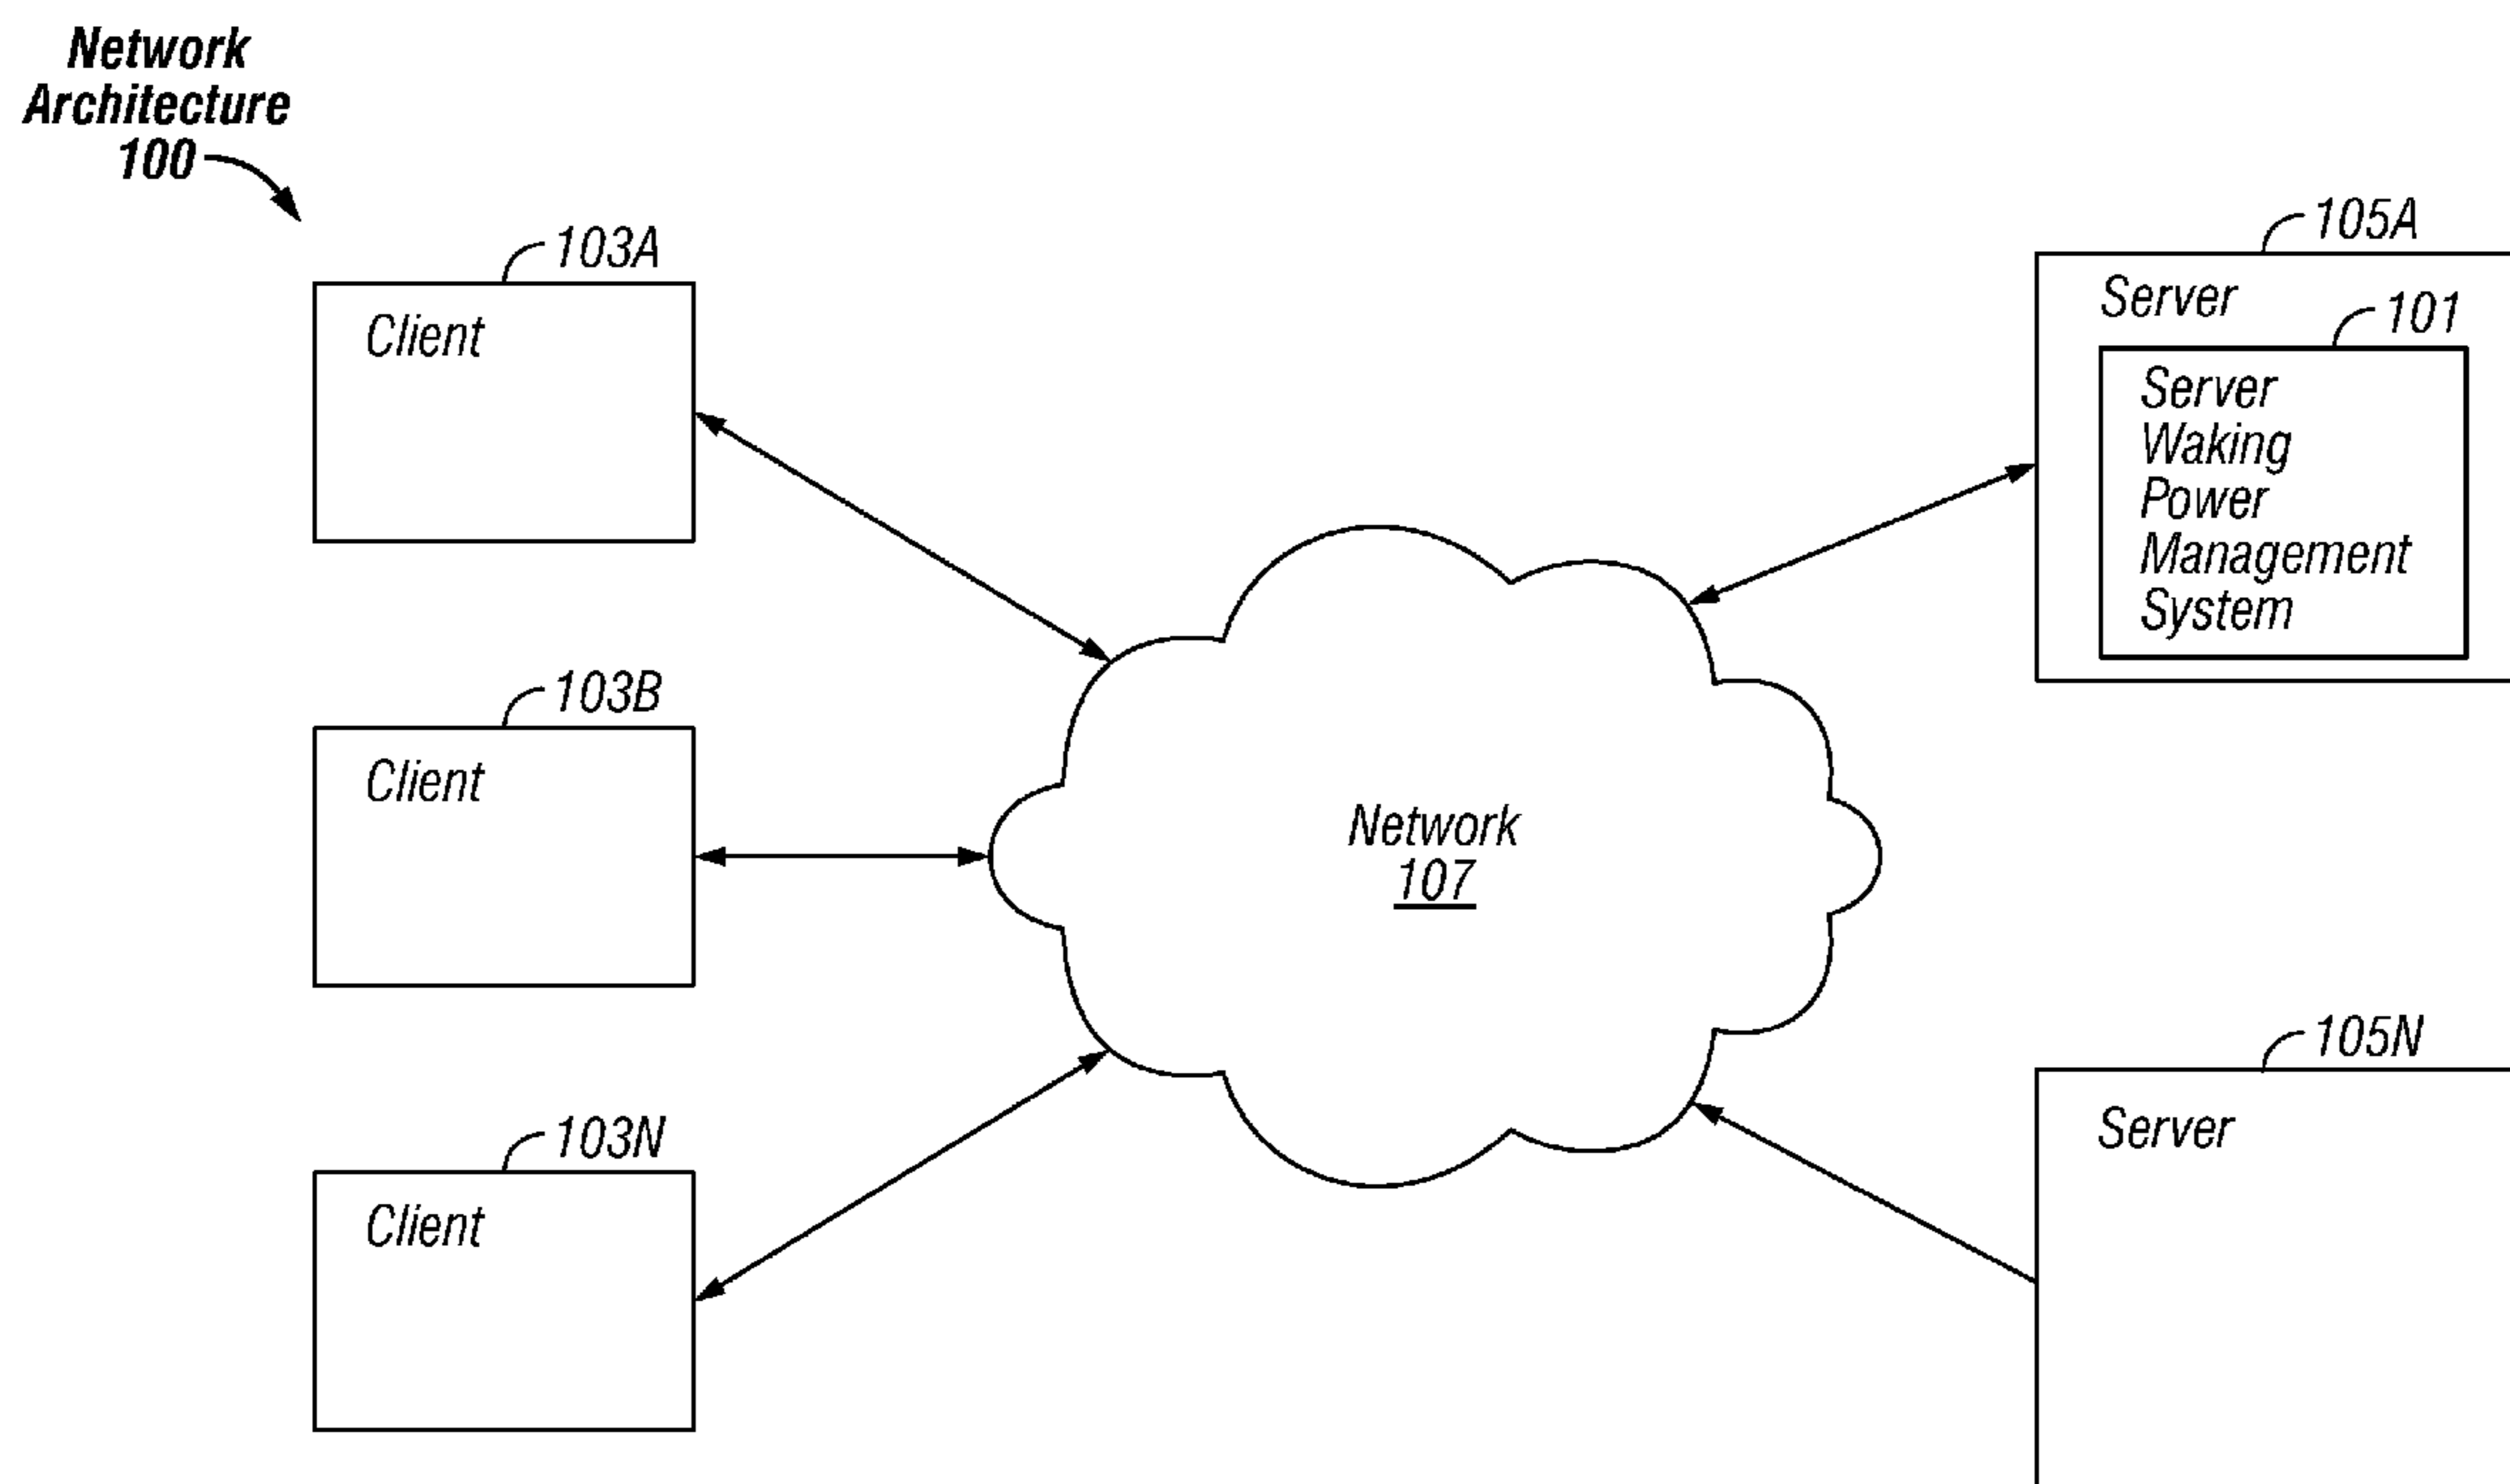 Network
Architecture
100
103A
Client
105A
Server
101
Server
Waking
Power
Management
System
103B
Client
Network
107
105N
Server
103N
Client